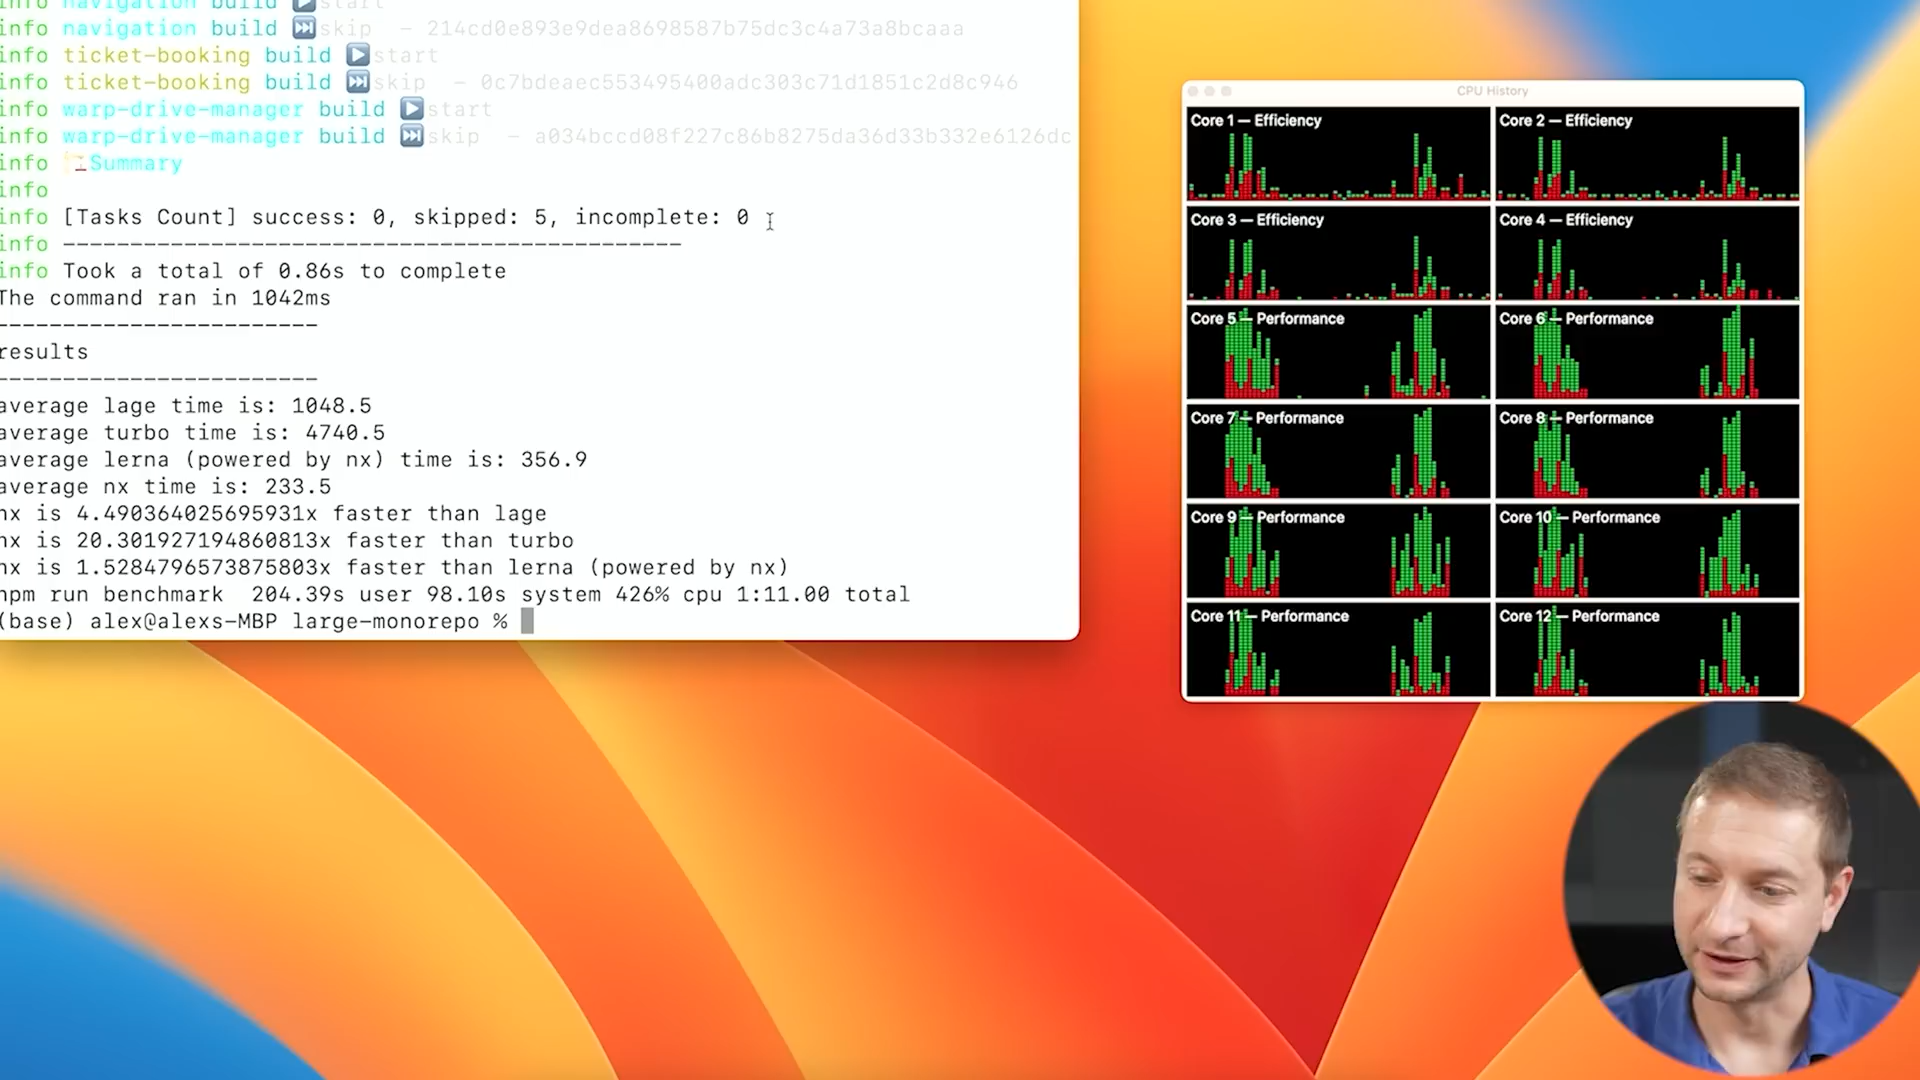 info navigation build start
info navigation build skip - 214cd0e893e9dea8698587b75dc3c4a73a8bcaaa
info ticket-booking build start
info ticket-booking build skip - 0c7bdeaec553495400adc303c71d1851c2d8c946
info warp-drive-manager build start
info warp-drive-manager build skip - a034bccd08f227c86b8275da36d33b332e6126dc
info Summary
info
info [Tasks Count] success: 0, skipped: 5, incomplete: 0
info ----------------------------------------------
info Took a total of 0.86s to complete
The command ran in 1042ms
------------------------
results
------------------------
average lage time is: 1048.5
average turbo time is: 4740.5
average lerna (powered by nx) time is: 356.9
average nx time is: 233.5
nx is 4.490364025695931x faster than lage
nx is 20.301927194860813x faster than turbo
nx is 1.5284796573875803x faster than lerna (powered by nx)
npm run benchmark  204.39s user 98.10s system 426% cpu 1:11.00 total
(base) alex@alexs-MBP large-monorepo %
CPU History
Core 1 — Efficiency
Core 2 — Efficiency
Core 3 — Efficiency
Core 4 — Efficiency
Core 5 — Performance
Core 6 — Performance
Core 7 — Performance
Core 8 — Performance
Core 9 — Performance
Core 10 — Performance
Core 11 — Performance
Core 12 — Performance